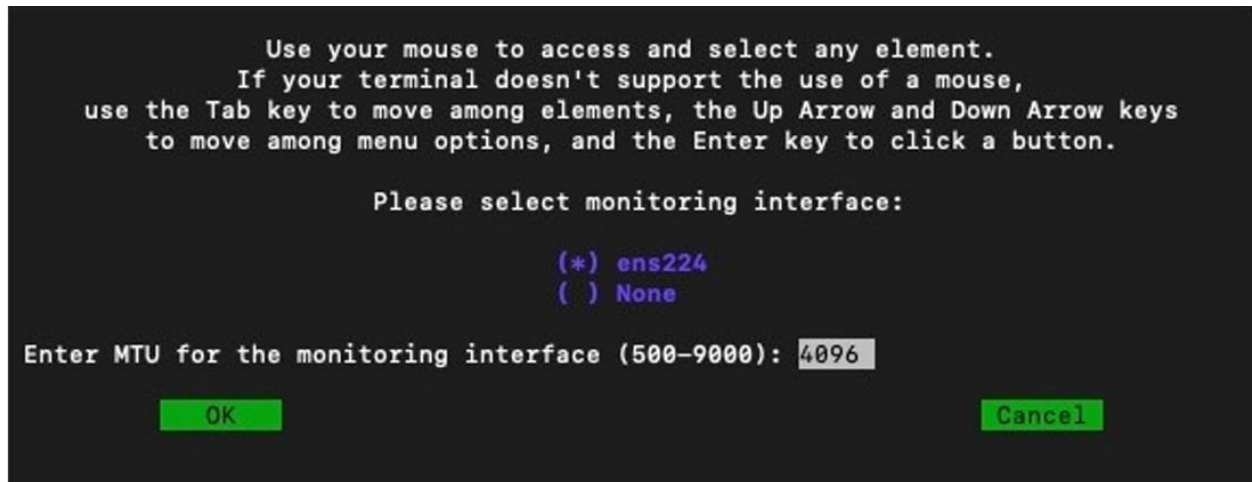 Use your mouse to access and select any element.
If your terminal doesn't support the use of a mouse,
use the Tab key to move among elements, the Up Arrow and Down Arrow keys
to move among menu options, and the Enter key to click a button.
Please select monitoring interface:
(*) ens224
( ) None
Enter MTU for the monitoring interface (500-9000): 4096
OK Cancel